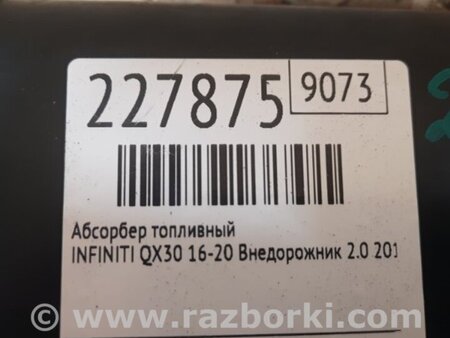 227875 9073
Абсорбер топливный
INFINITI QX30 16-20 Внедорожник 2.0 201
© www.razborki.com